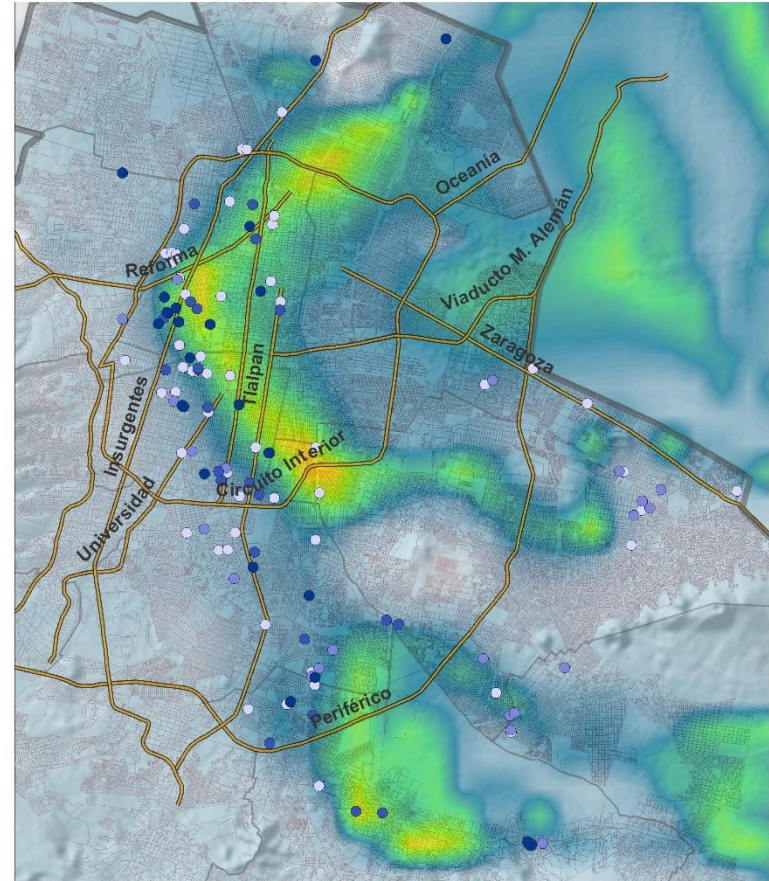 Oceanía
Viaducto M. Alemán
Reforma
Zaragoza
Tlalpan
Insurgentes
Circuito Interior
Universidad
Periférico